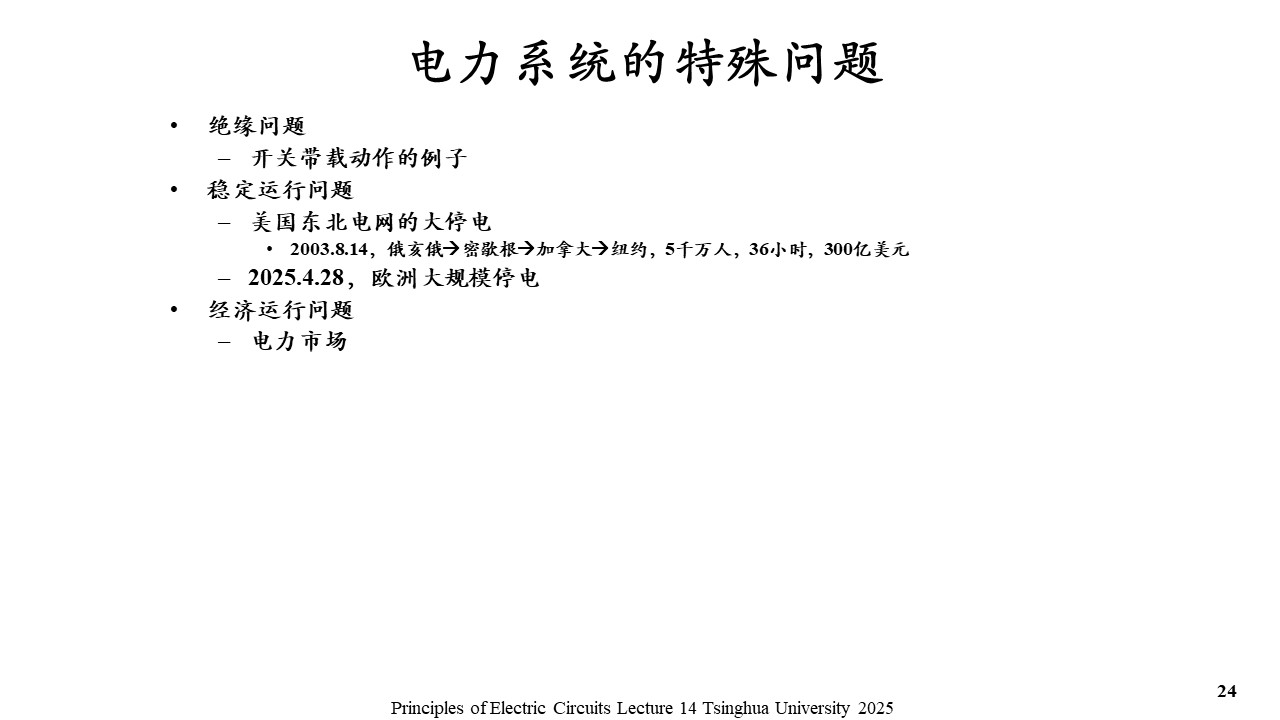 电力系统的特殊问题
• 绝缘问题
– 开关带载动作的例子
• 稳定运行问题
– 美国东北电网的大停电
• 2003.8.14，俄亥俄→密歇根→加拿大→纽约，5千万人，36小时，300亿美元
– 2025.4.28，欧洲大规模停电
• 经济运行问题
– 电力市场
24
Principles of Electric Circuits Lecture 14 Tsinghua University 2025